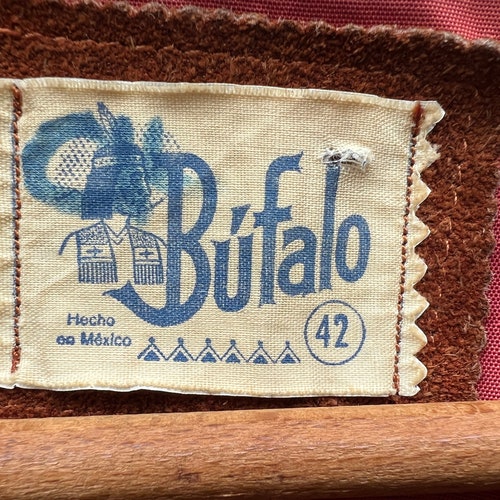 Búfalo
Hecho
en México
42